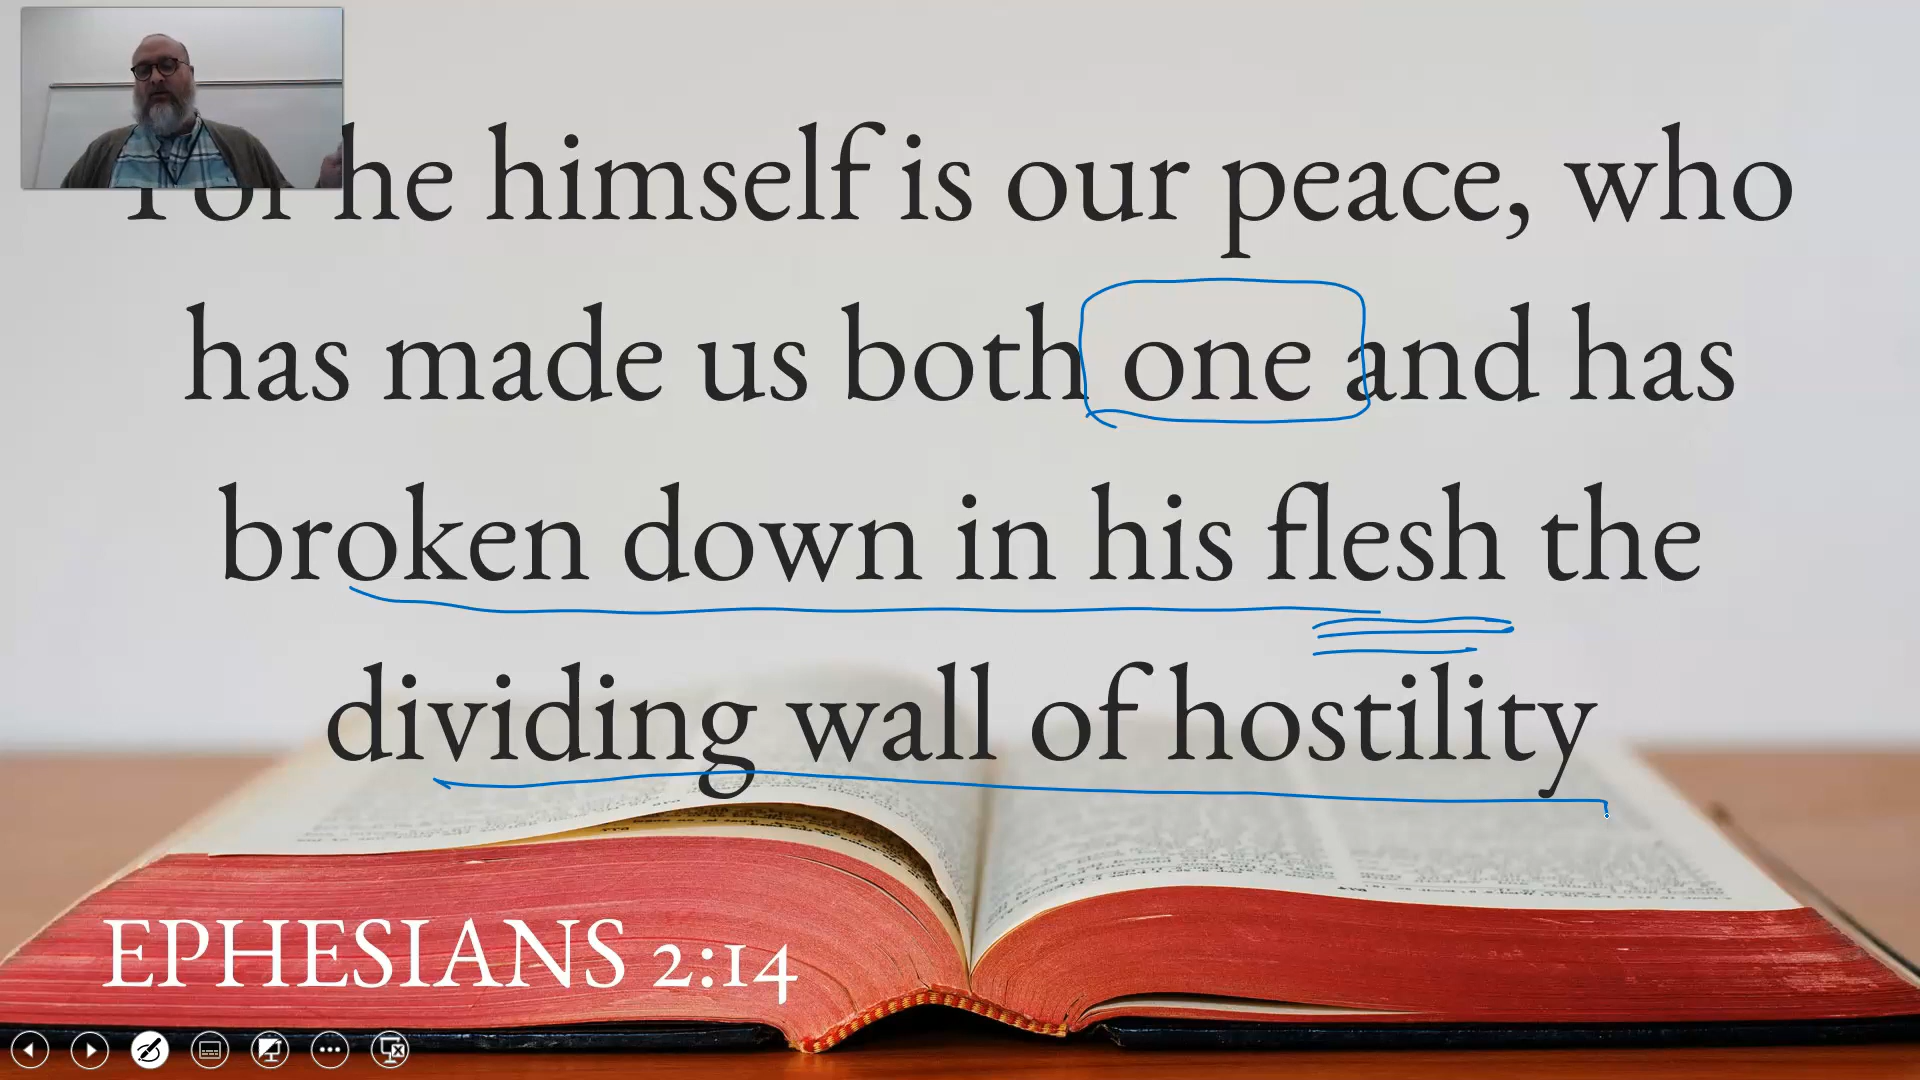 For he himself is our peace, who
has made us both one and has
broken down in his flesh the
dividing wall of hostility
EPHESIANS 2:14